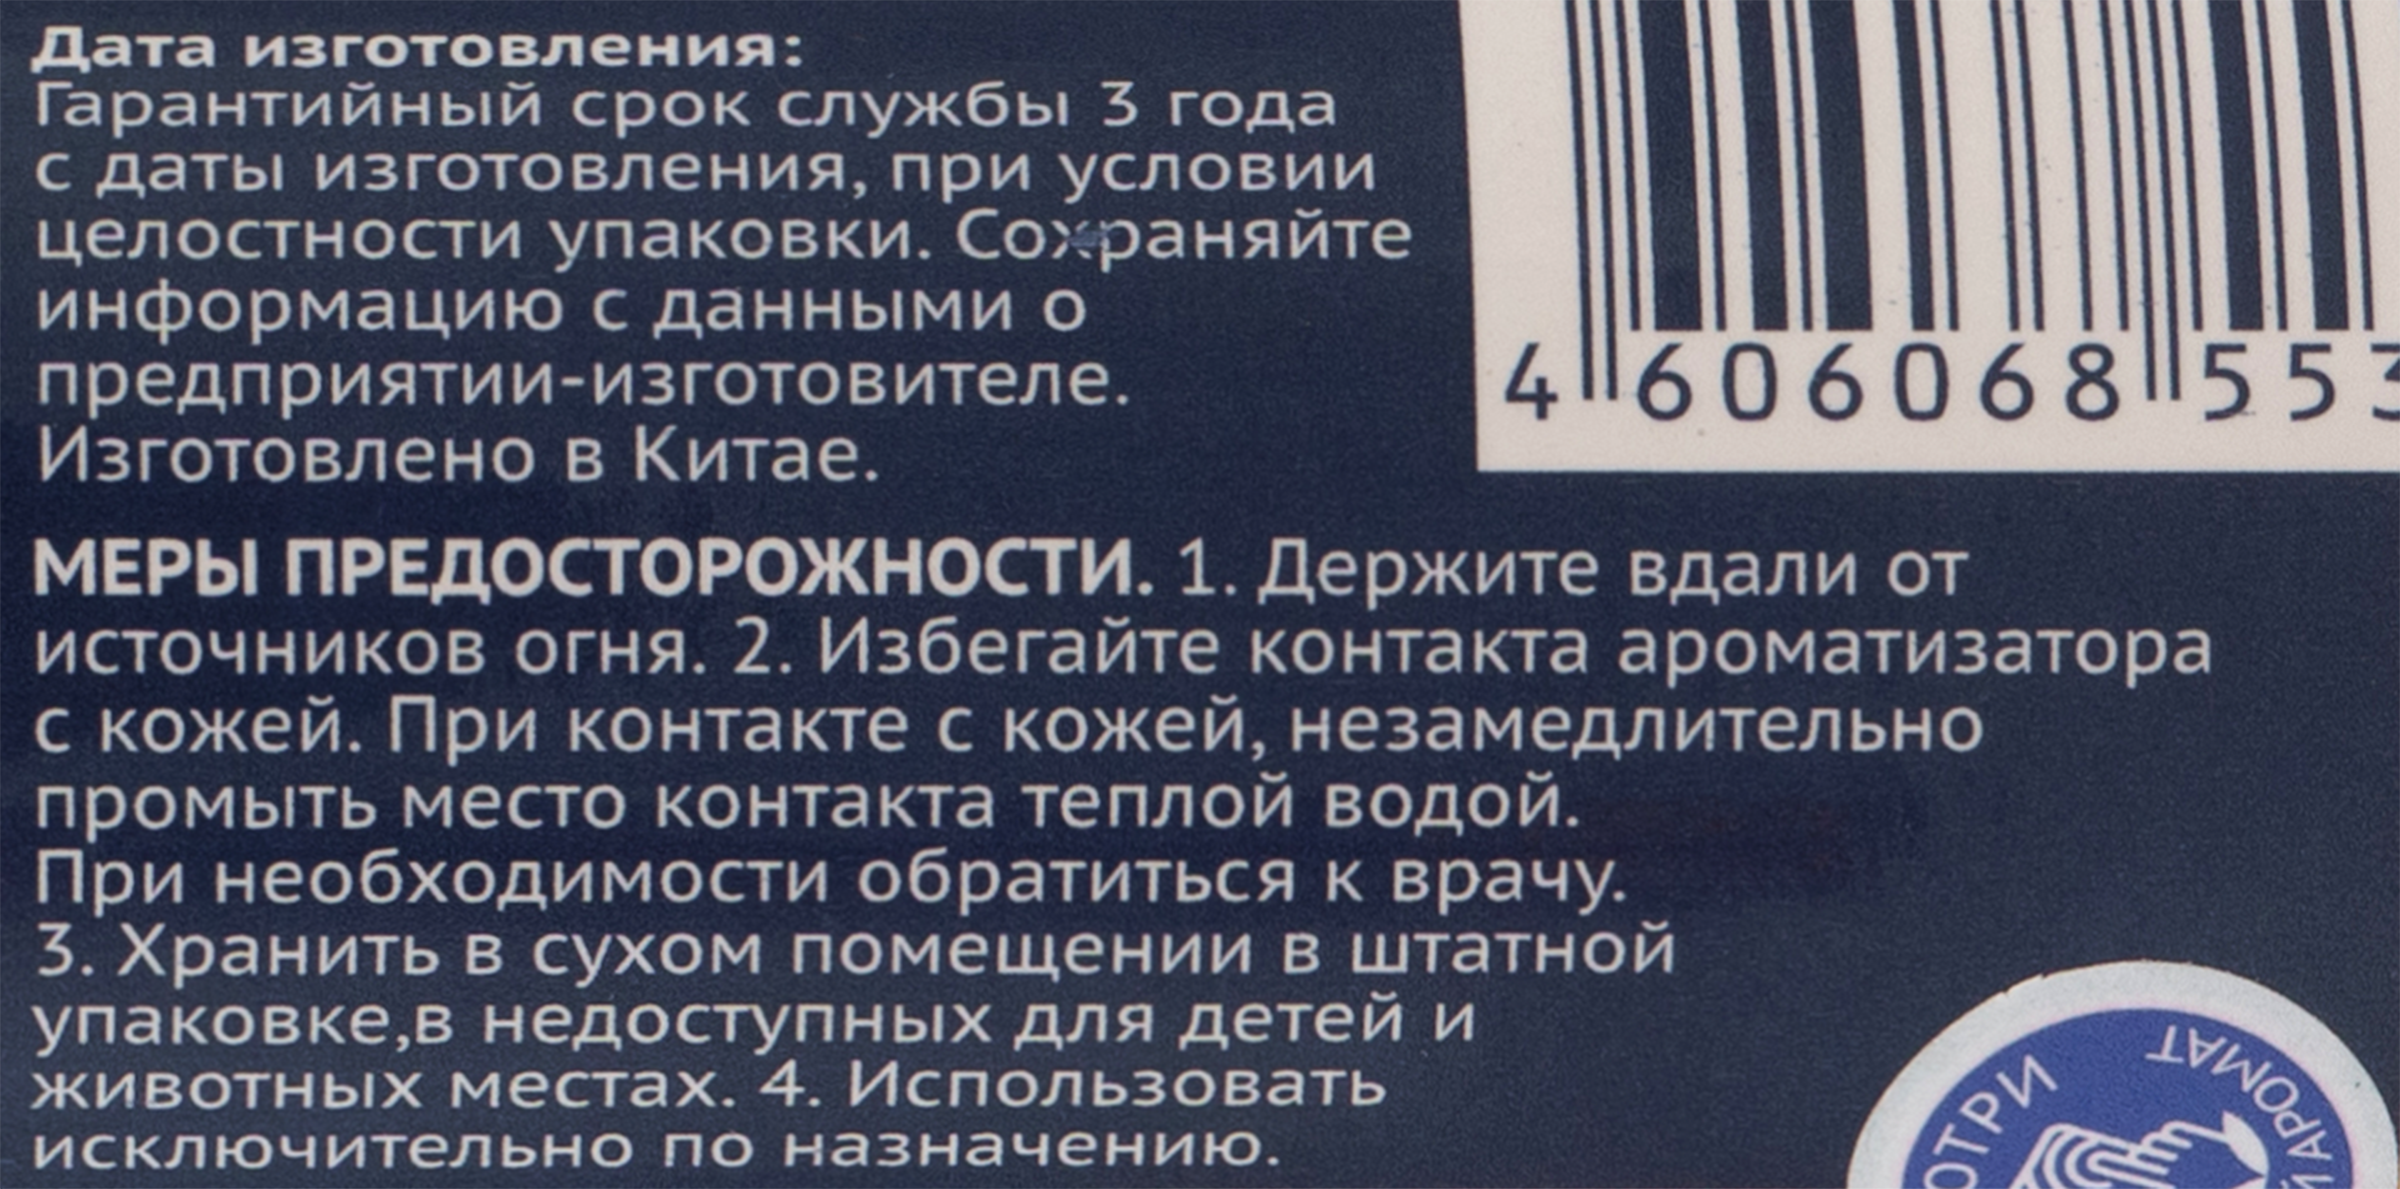 Дата изготовления:
Гарантийный срок службы 3 года
с даты изготовления, при условии
целостности упаковки. Сохраняйте
информацию с данными о
предприятии-изготовителе.
Изготовлено в Китае.
4 606068 553
МЕРЫ ПРЕДОСТОРОЖНОСТИ. 1. Держите вдали от
источников огня. 2. Избегайте контакта ароматизатора
с кожей. При контакте с кожей, незамедлительно
промыть место контакта теплой водой.
При необходимости обратиться к врачу.
3. Хранить в сухом помещении в штатной
упаковке,в недоступных для детей и
животных местах. 4. Использовать
исключительно по назначению.
АРОМАТ